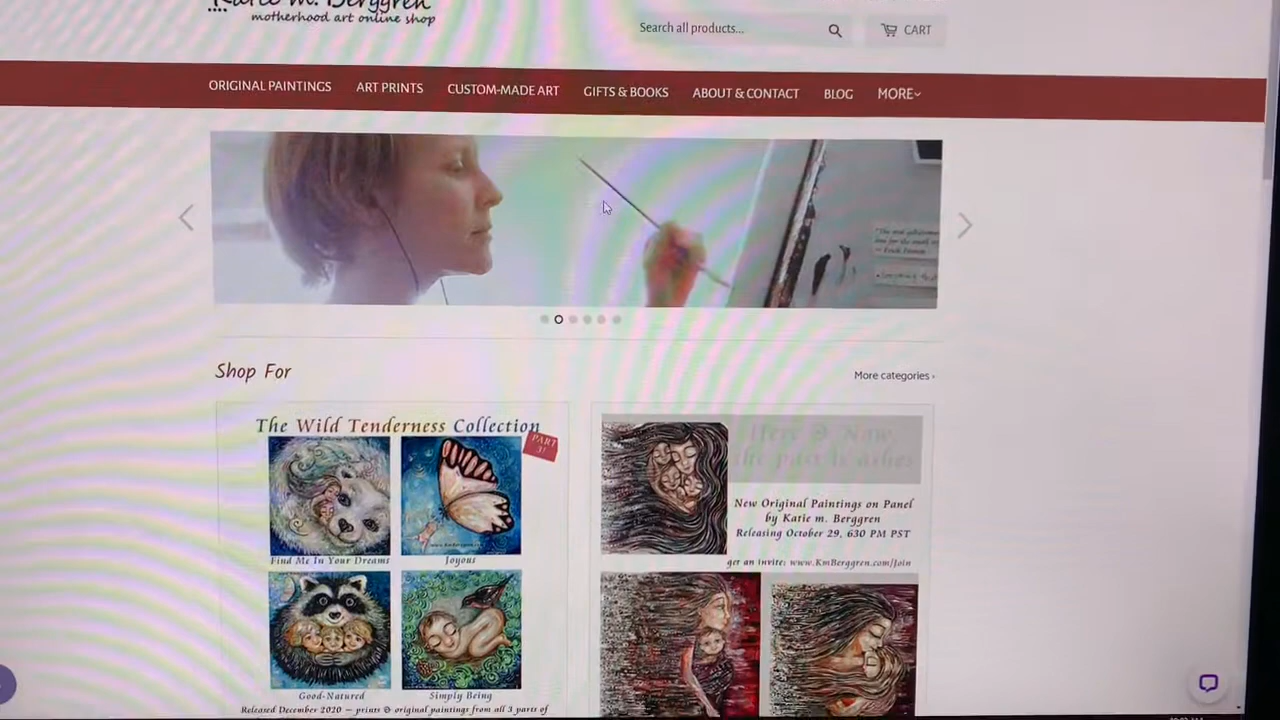 Katie m. Berggren
motherhood art online shop
Search all products...
CART
ORIGINAL PAINTINGS
ART PRINTS
CUSTOM-MADE ART
GIFTS & BOOKS
ABOUT & CONTACT
BLOG
MORE
Shop For
More categories ›
The Wild Tenderness Collection
PART
3!
Find Me In Your Dreams
Joyous
Good-Natured
Simply Being
Released December 2020 – prints & original paintings from all 3 parts of
Here & Now
the past is ashes
New Original Paintings on Panel
by Katie m. Berggren
Releasing October 29, 630 PM PST
get an invite: www.KmBerggren.com/Join